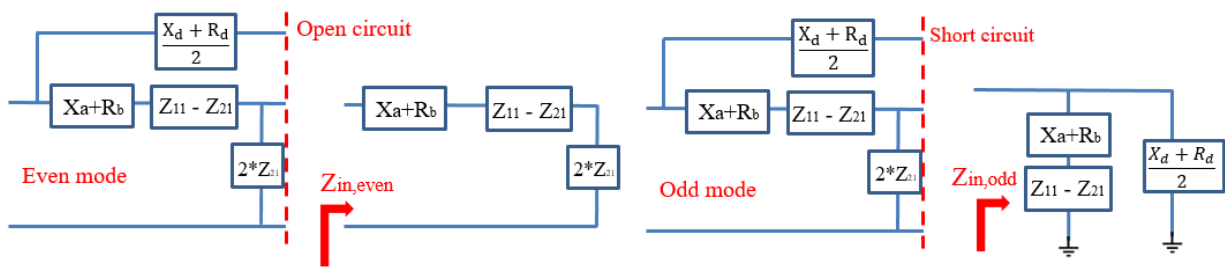 Xd + Rd
2
Open circuit
Xa+Rb
Z11 - Z21
2*Z21
Even mode
Xa+Rb
Z11 - Z21
2*Z21
Zin,even
Xd + Rd
2
Short circuit
Xa+Rb
Z11 - Z21
2*Z21
Odd mode
Xa+Rb
Z11 - Z21
Xd + Rd
2
Zin,odd